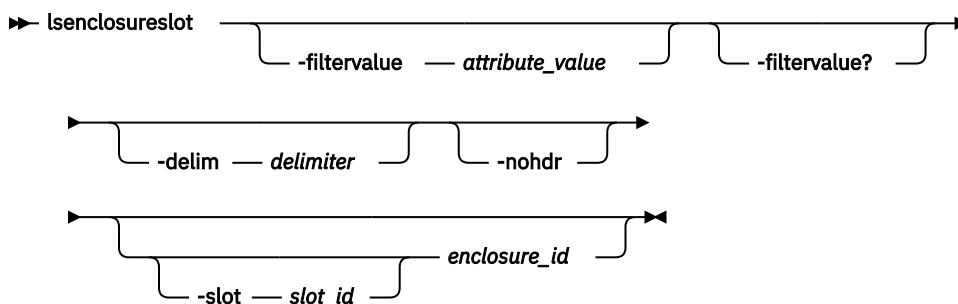 lsenclosureslot
-filtervalue attribute_value -filtervalue?
-delim delimiter -nohdr
enclosure_id
-slot slot_id